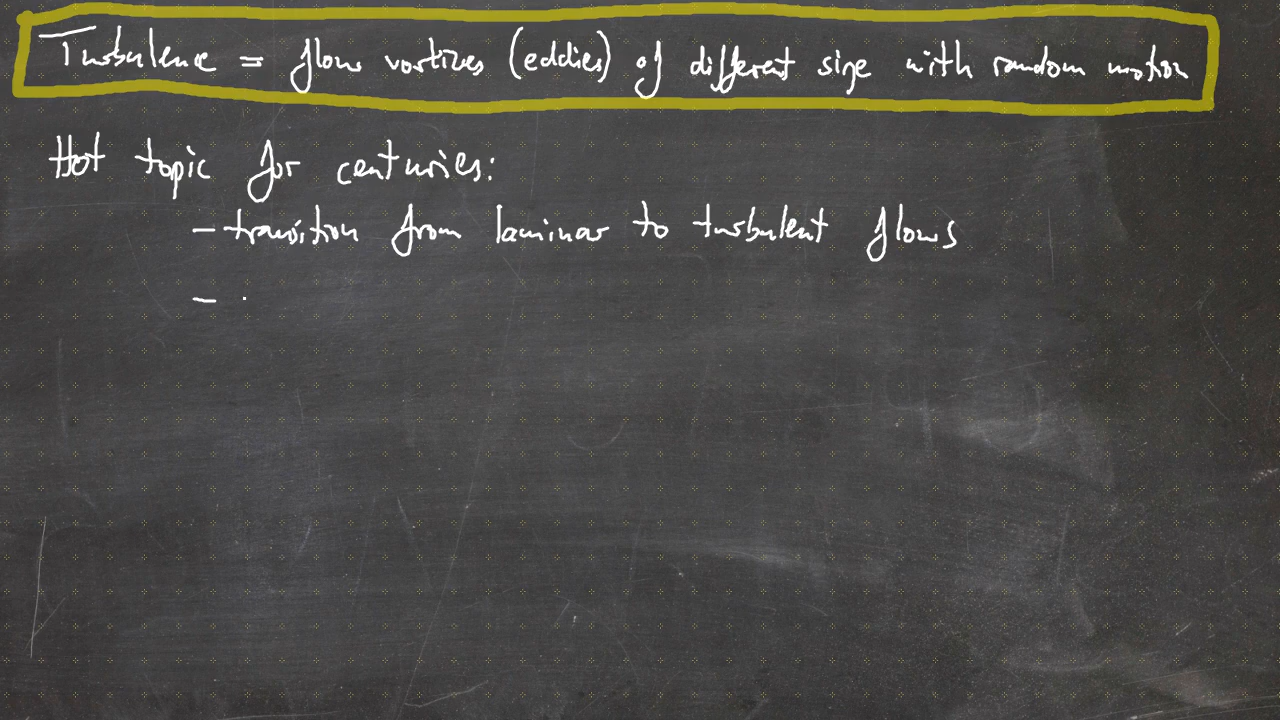 Turbulence = flow vortizes (eddies) of different size with random motion
Hot topic for centuries:
- transition from laminar to turbulent flows
-